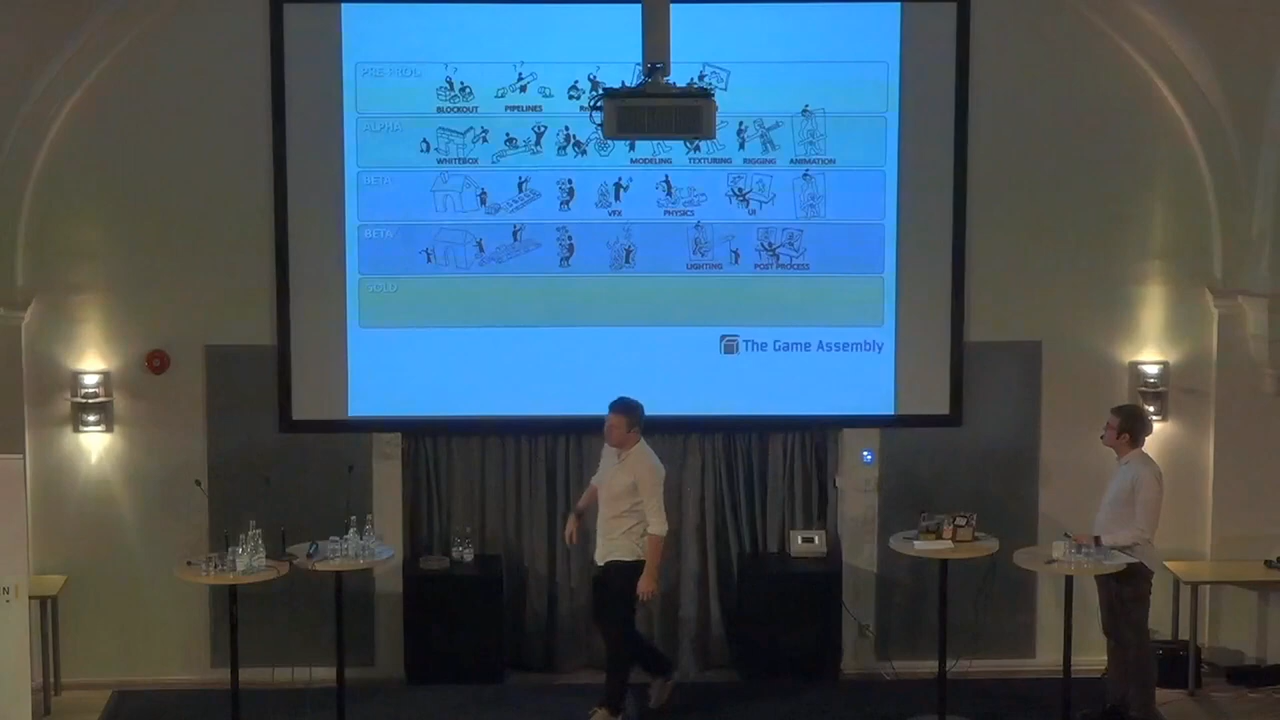 PRE-PROD.
BLOCKOUT PIPELINES
ALPHA
WHITEBOX MODELING TEXTURING RIGGING ANIMATION
BETA
VFX PHYSICS UI
BETA
LIGHTING POST PROCESS
GOLD
The Game Assembly
N